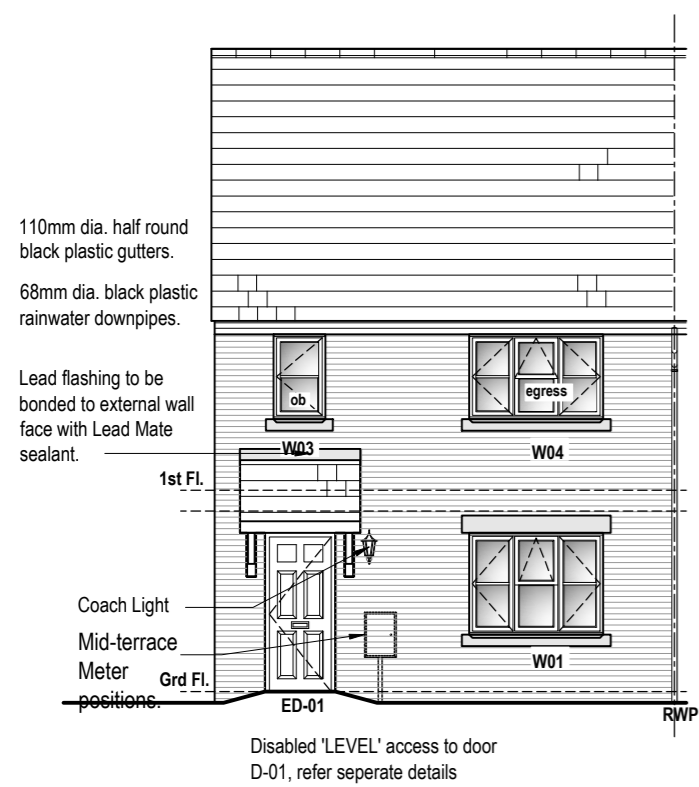 110mm dia. half round
black plastic gutters.
68mm dia. black plastic
rainwater downpipes.
Lead flashing to be
bonded to external wall
face with Lead Mate
sealant.
ob
egress
W03
W04
1st Fl.
Coach Light
Mid-terrace
Meter
positions.
Grd Fl.
W01
ED-01
RWP
Disabled 'LEVEL' access to door
D-01, refer seperate details